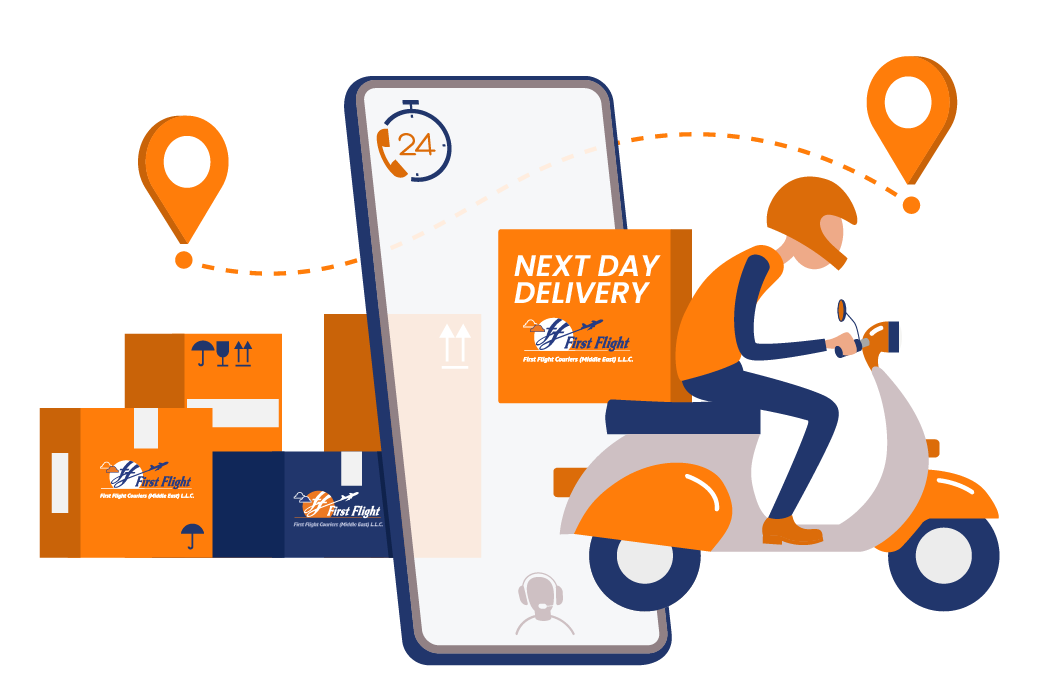 24
NEXT DAY
DELIVERY
First Flight
First Flight Couriers (Middle East) L.L.C.
First Flight
First Flight Couriers (Middle East) L.L.C.
First Flight
First Flight Couriers (Middle East) L.L.C.